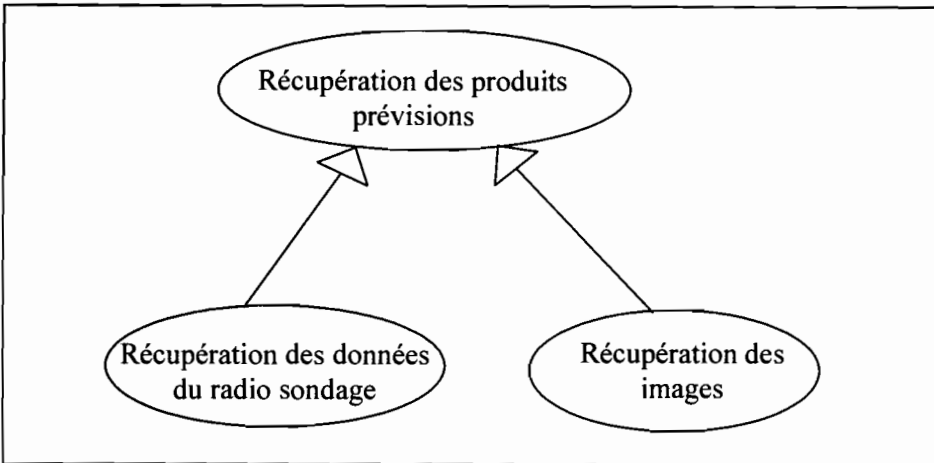 Récupération des produits
prévisions
Récupération des données
du radio sondage
Récupération des
images